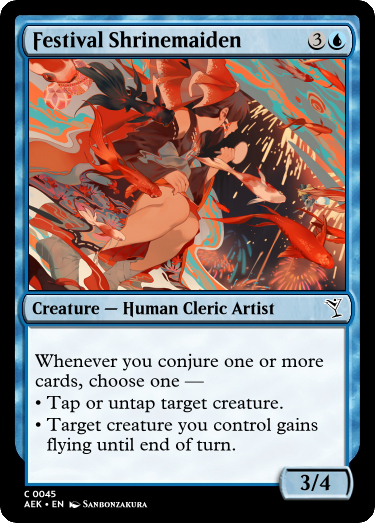 Festival Shrinemaiden 3
Creature — Human Cleric Artist
Whenever you conjure one or more
cards, choose one —
• Tap or untap target creature.
• Target creature you control gains
flying until end of turn.
3/4
C 0045
AEK • EN Sanbonzakura